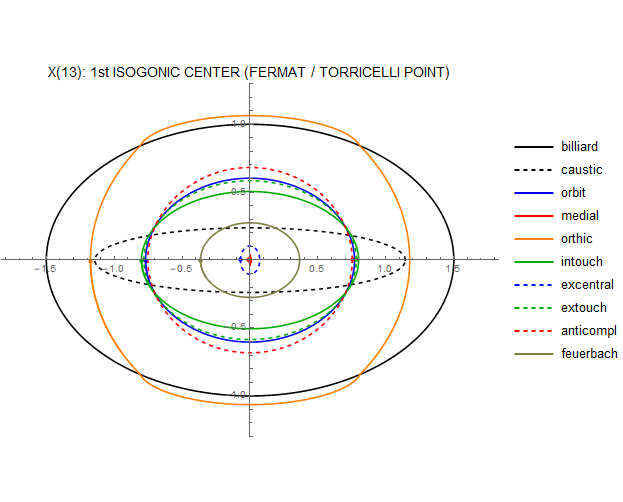 X(13): 1st ISOGONIC CENTER (FERMAT / TORRICELLI POINT)
1.0
0.5
-1.5 -1.0 -0.5 0.5 1.0 1.5
0.5
1.0
billiard
caustic
orbit
medial
orthic
intouch
excentral
extouch
anticompl
feuerbach